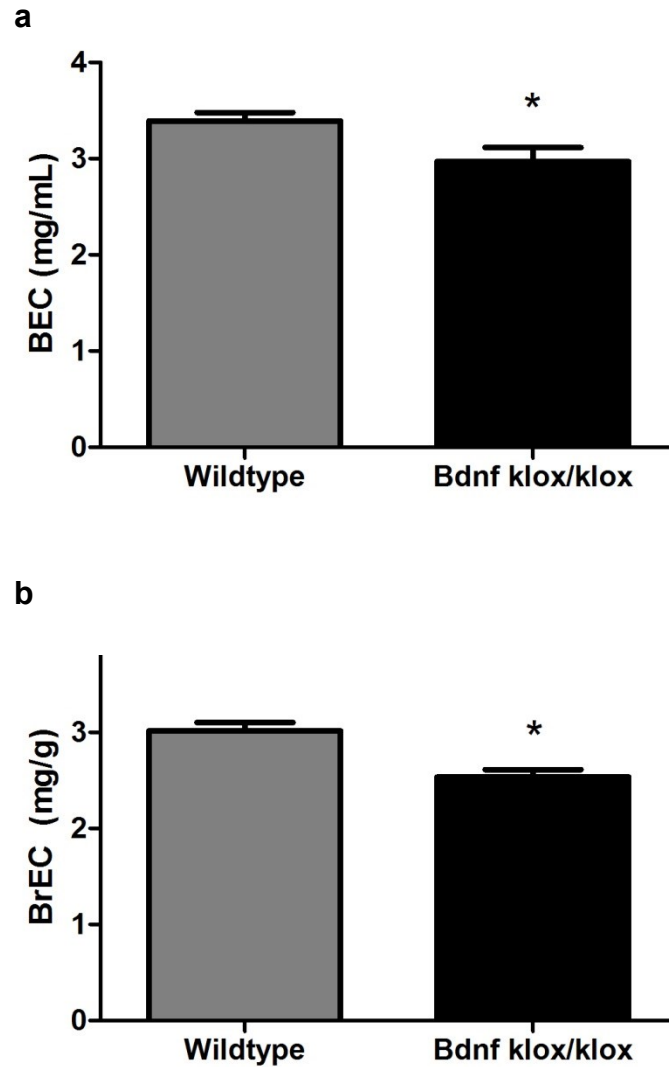 a
BEC (mg/mL)
4
3
2
1
0
*
Wildtype
Bdnf klox/klox
b
BrEC (mg/g)
3
2
1
0
*
Wildtype
Bdnf klox/klox